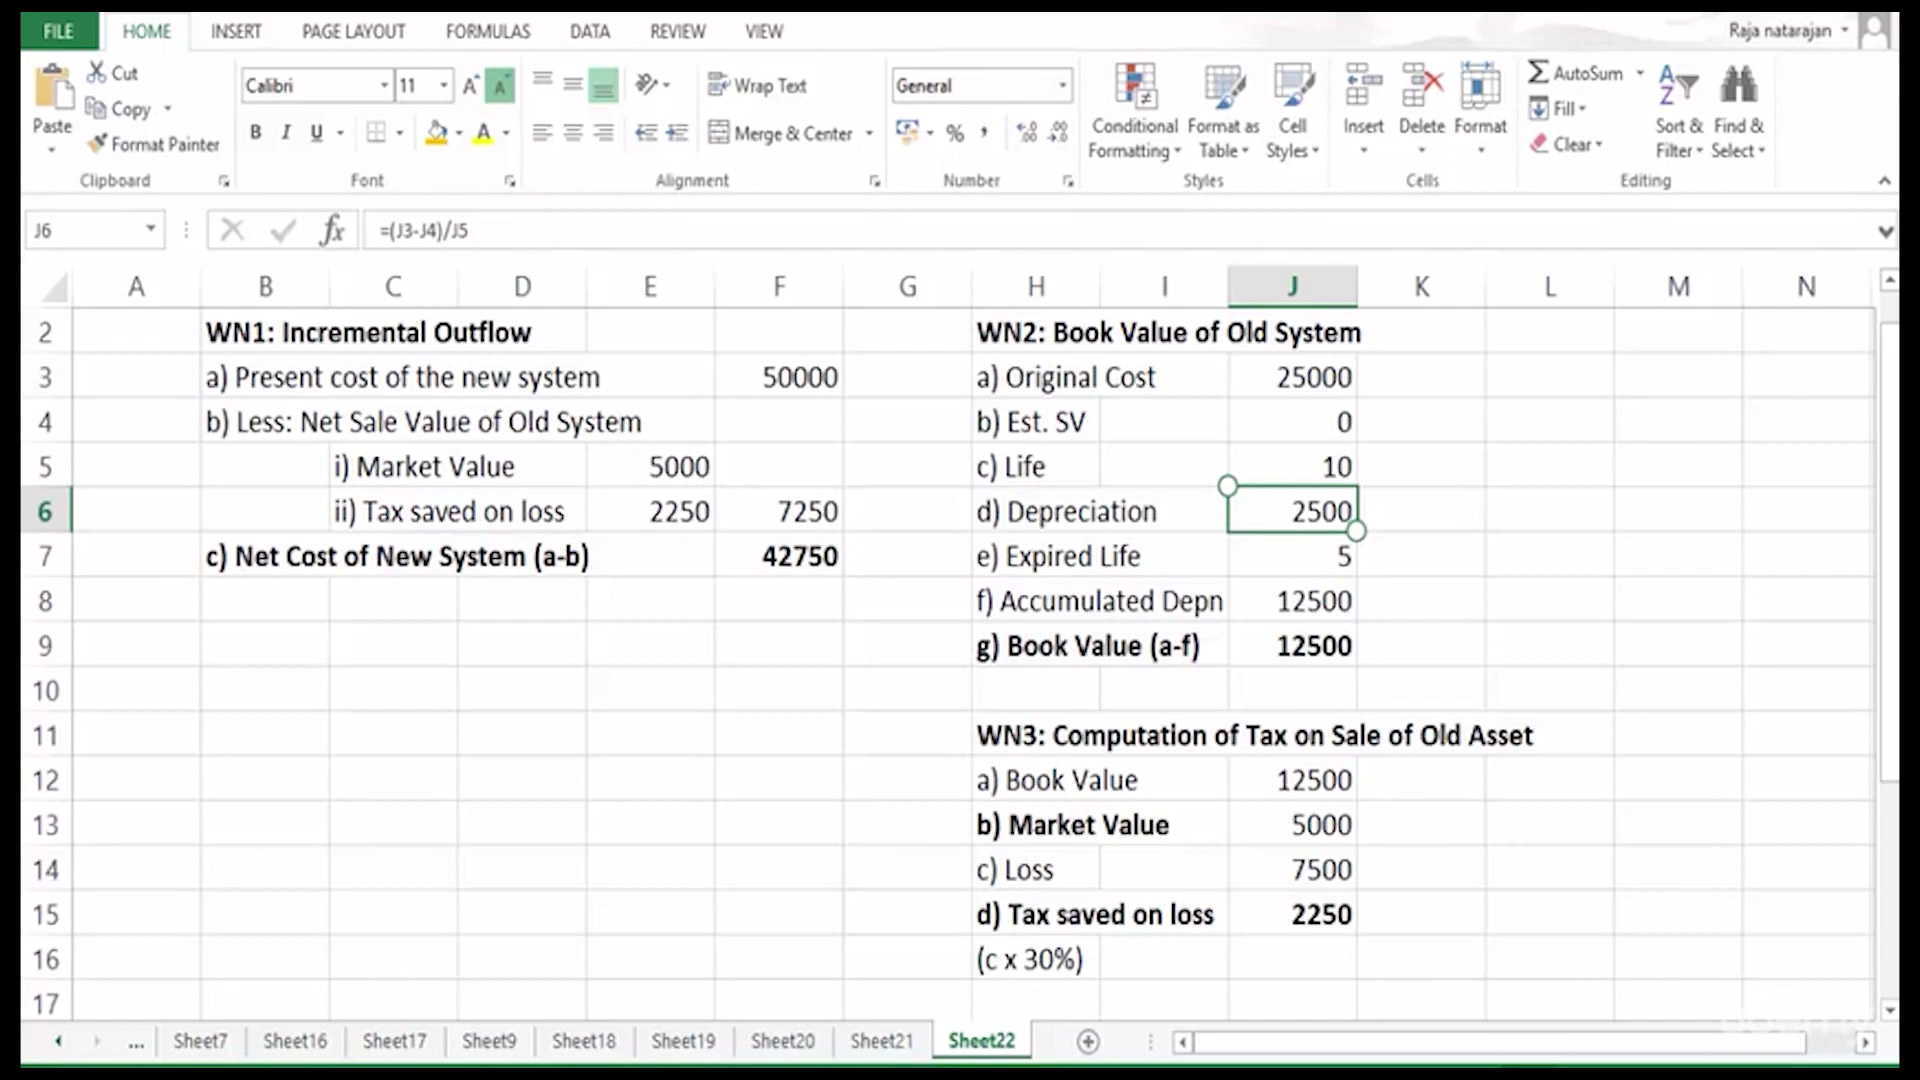 FILE HOME INSERT PAGE LAYOUT FORMULAS DATA REVIEW VIEW Raja natarajan
Paste
Cut
Copy
Format Painter
Clipboard
Calibri 11 A A
B I U A
Font
Wrap Text
Merge & Center
Alignment
General
% , .0 .00 .00 .0
Number
Conditional Formatting
Format as Table
Cell Styles
Styles
Insert Delete Format
Cells
AutoSum
Fill
Clear
Sort & Filter
Find & Select
Editing
J6 fx =(J3-J4)/J5
A B C D E F G H I J K L M N
2 WN1: Incremental Outflow WN2: Book Value of Old System
3 a) Present cost of the new system 50000 a) Original Cost 25000
4 b) Less: Net Sale Value of Old System b) Est. SV 0
5 i) Market Value 5000 c) Life 10
6 ii) Tax saved on loss 2250 7250 d) Depreciation 2500
7 c) Net Cost of New System (a-b) 42750 e) Expired Life 5
8 f) Accumulated Depn 12500
9 g) Book Value (a-f) 12500
10
11 WN3: Computation of Tax on Sale of Old Asset
12 a) Book Value 12500
13 b) Market Value 5000
14 c) Loss 7500
15 d) Tax saved on loss 2250
16 (c x 30%)
17
... Sheet7 Sheet16 Sheet17 Sheet9 Sheet18 Sheet19 Sheet20 Sheet21 Sheet22